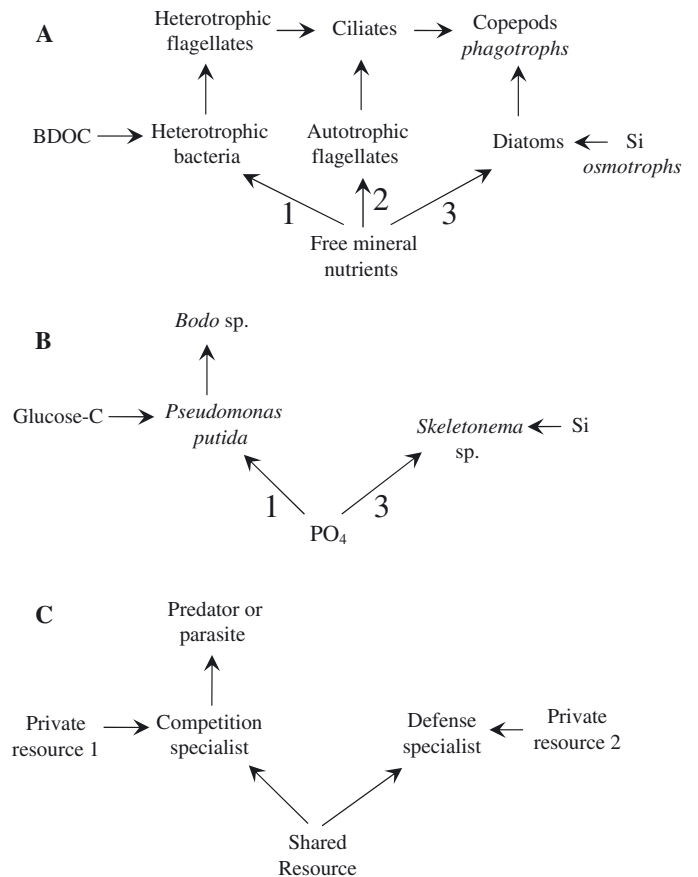 A
Heterotrophic
flagellates
Ciliates
Copepods
phagotrophs
BDOC
Heterotrophic
bacteria
Autotrophic
flagellates
Diatoms
Si
osmotrophs
1
2
3
Free mineral
nutrients
B
Bodo sp.
Glucose-C
Pseudomonas
putida
Skeletonema
sp.
Si
1
3
PO₄
C
Predator or
parasite
Private
resource 1
Competition
specialist
Defense
specialist
Private
resource 2
Shared
Resource